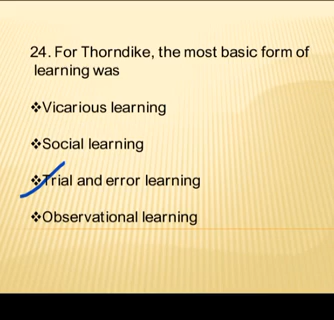 24. For Thorndike, the most basic form of
learning was
❖Vicarious learning
❖Social learning
❖Trial and error learning
❖Observational learning